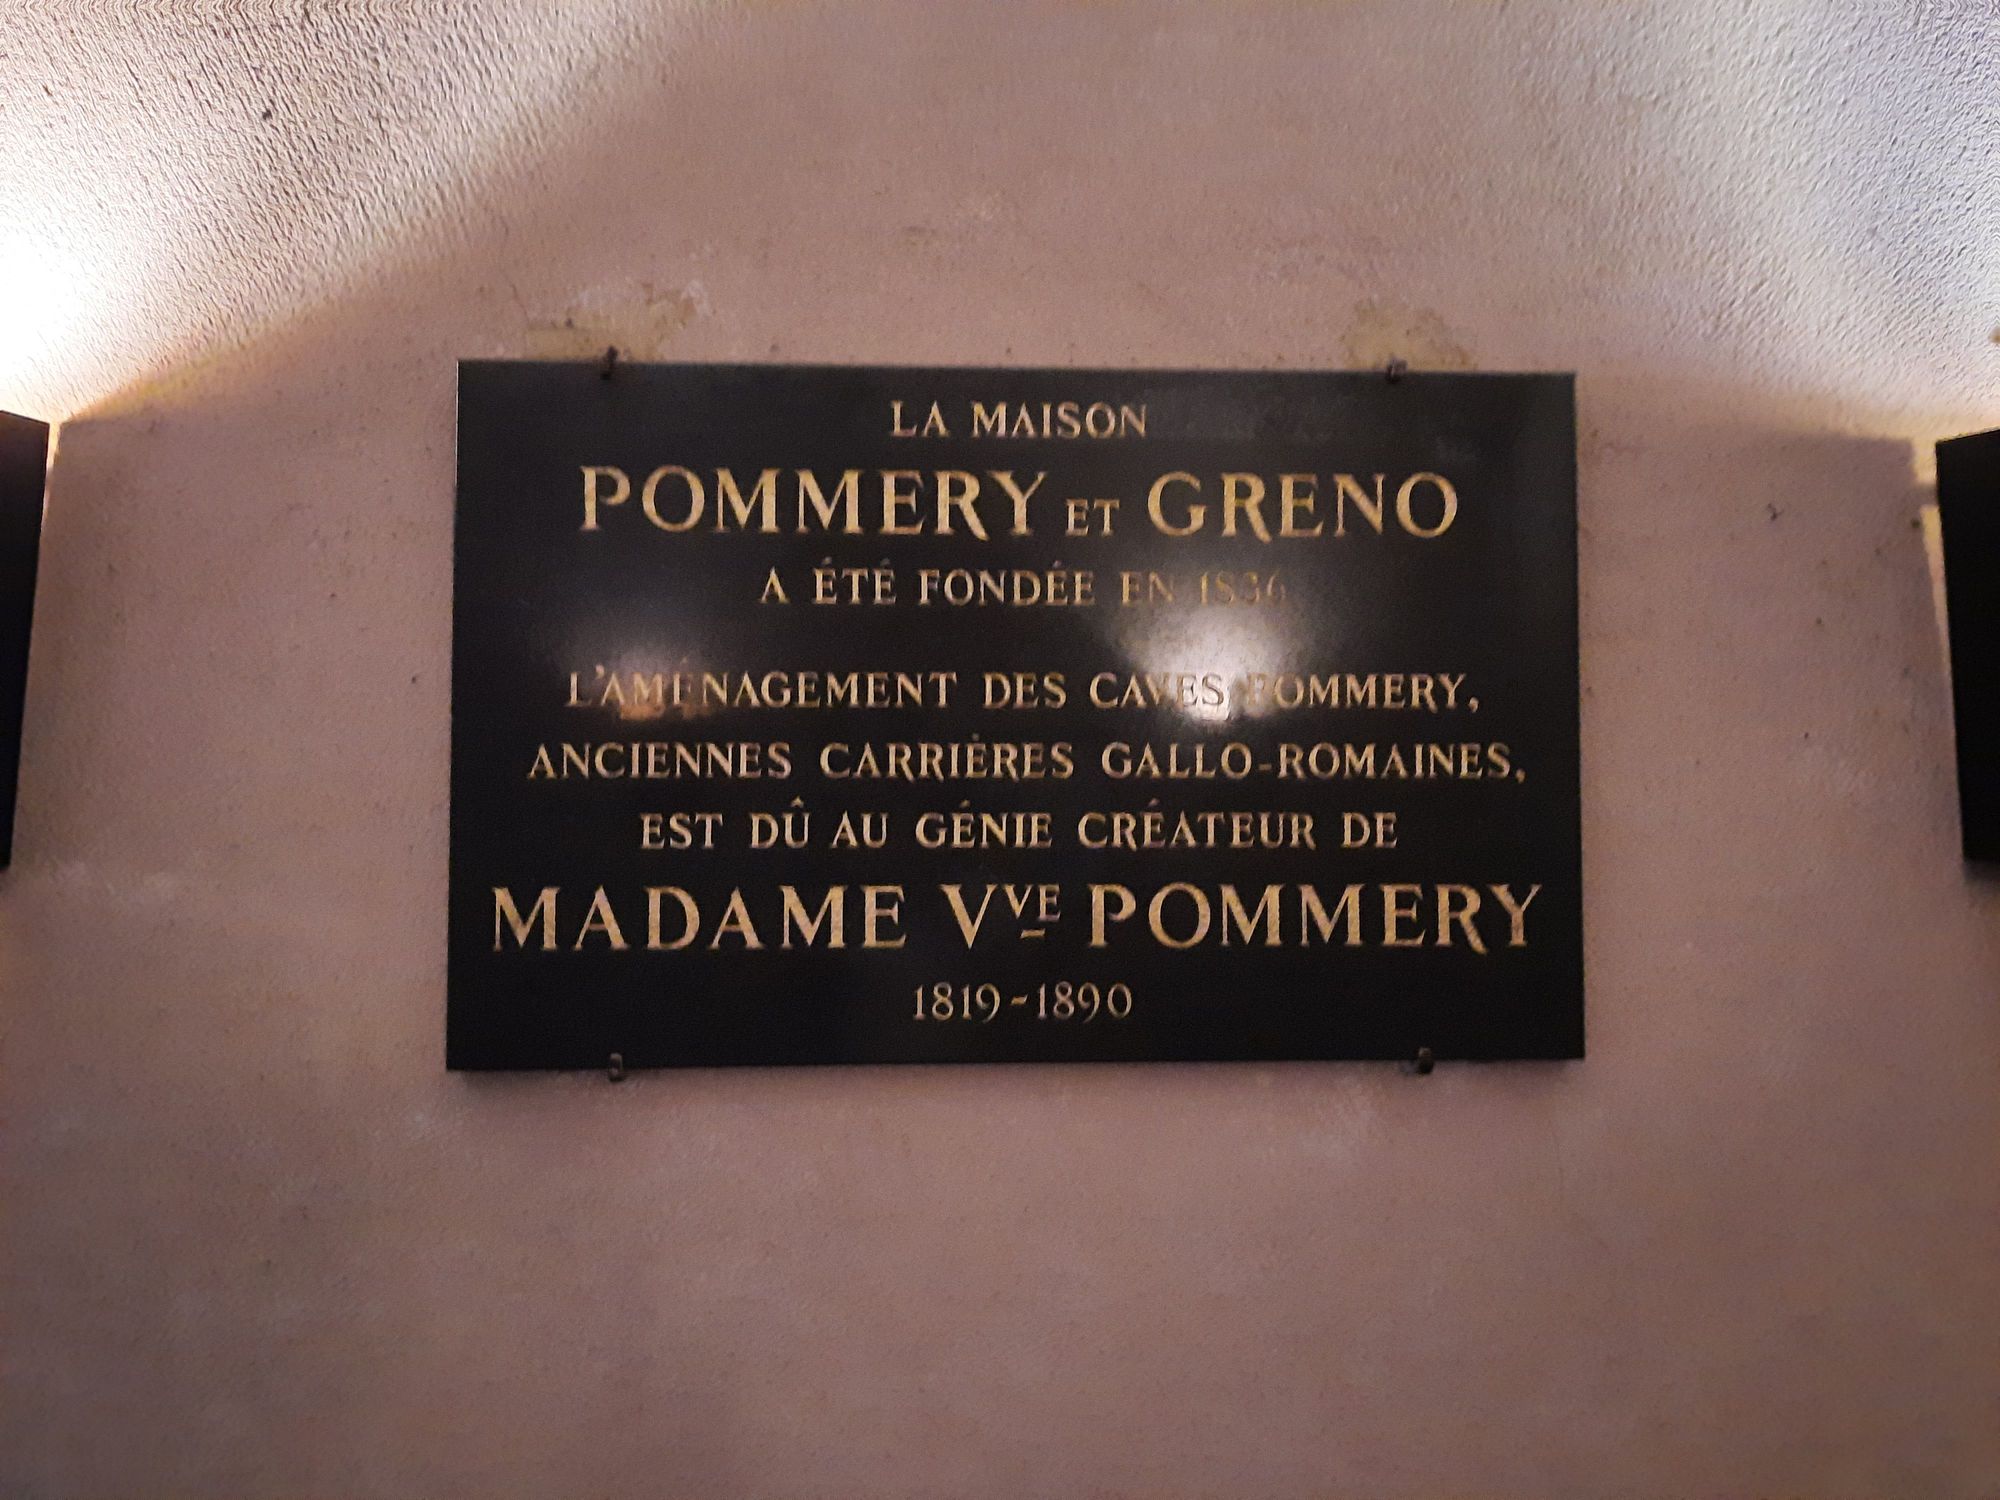 LA MAISON
POMMERY ET GRENO
A ÉTÉ FONDÉE EN 1836
L'AMÉNAGEMENT DES CAVES POMMERY,
ANCIENNES CARRIÈRES GALLO-ROMAINES,
EST DÛ AU GÉNIE CRÉATEUR DE
MADAME VVE POMMERY
1819-1890